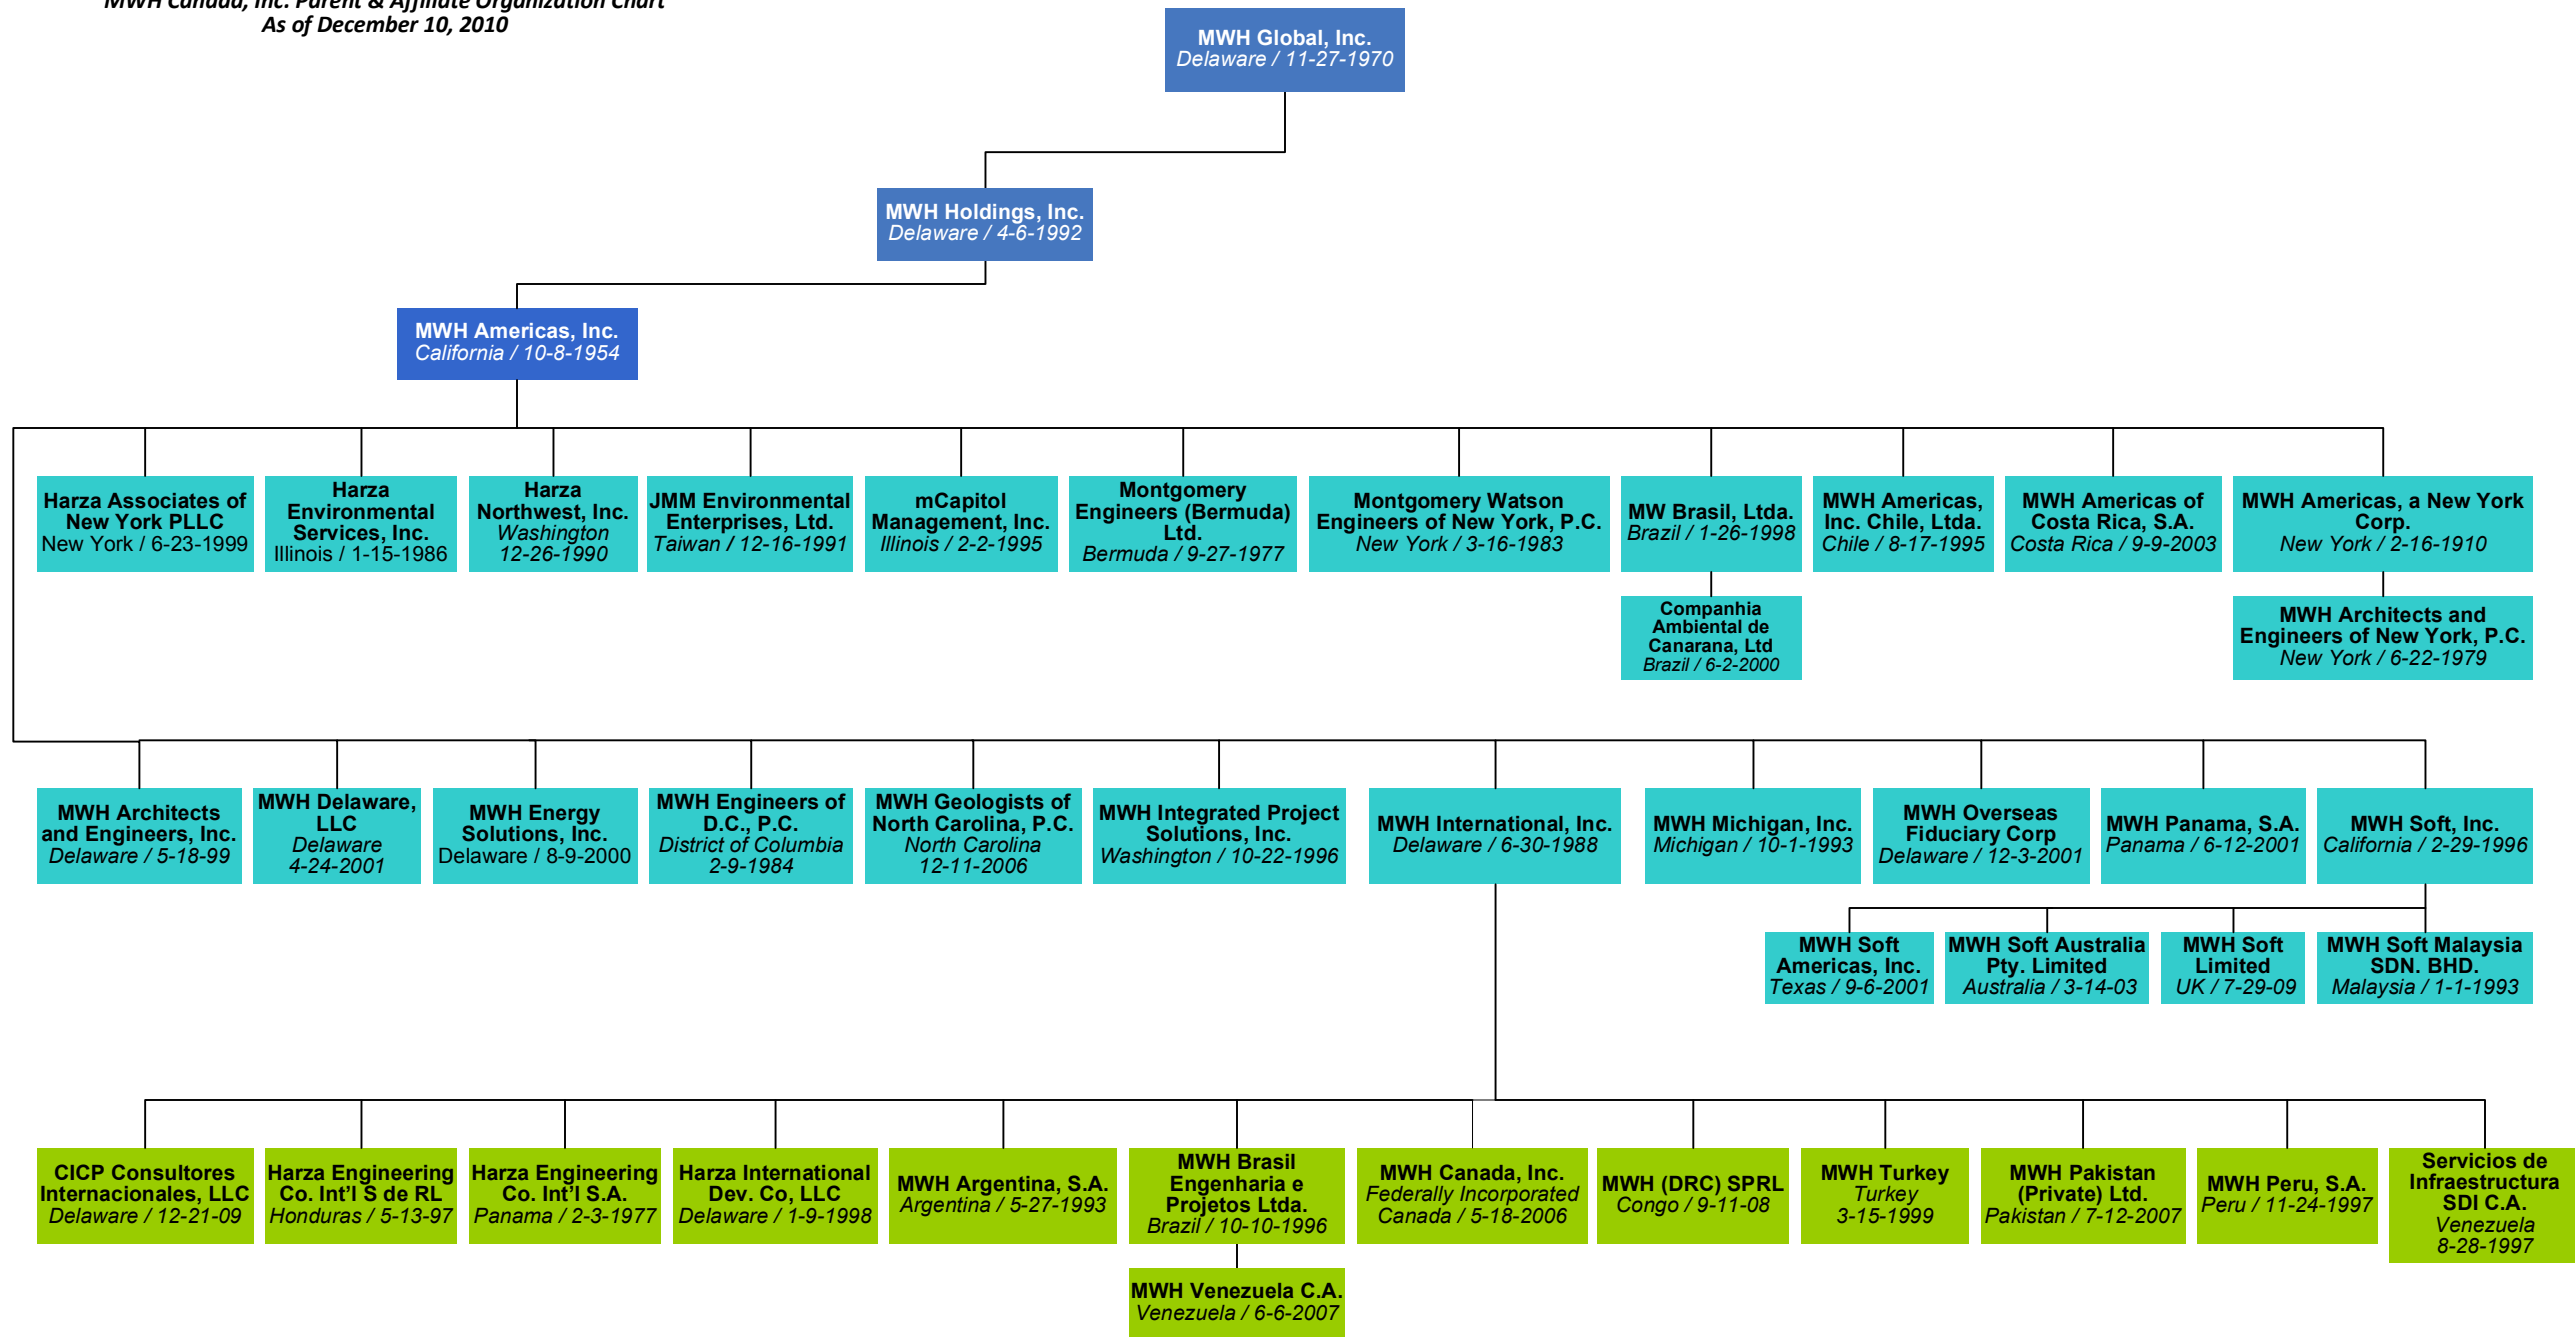 MWH Canada, Inc. Parent & Affiliate Organization Chart
As of December 10, 2010
MWH Global, Inc.
Delaware / 11-27-1970
MWH Holdings, Inc.
Delaware / 4-6-1992
MWH Americas, Inc.
California / 10-8-1954
Harza Associates of
New York PLLC
New York / 6-23-1999
Harza
Environmental
Services, Inc.
Illinois / 1-15-1986
Harza
Northwest, Inc.
Washington
12-26-1990
JMM Environmental
Enterprises, Ltd.
Taiwan / 12-16-1991
mCapitol
Management, Inc.
Illinois / 2-2-1995
Montgomery
Engineers (Bermuda)
Ltd.
Bermuda / 9-27-1977
Montgomery Watson
Engineers of New York, P.C.
New York / 3-16-1983
MW Brasil, Ltda.
Brazil / 1-26-1998
MWH Americas,
Inc. Chile, Ltda.
Chile / 8-17-1995
MWH Americas of
Costa Rica, S.A.
Costa Rica / 9-9-2003
MWH Americas, a New York
Corp.
New York / 2-16-1910
Companhia
Ambiental de
Canarana, Ltd
Brazil / 6-2-2000
MWH Architects and
Engineers of New York, P.C.
New York / 6-22-1979
MWH Architects
and Engineers, Inc.
Delaware / 5-18-99
MWH Delaware,
LLC
Delaware
4-24-2001
MWH Energy
Solutions, Inc.
Delaware / 8-9-2000
MWH Engineers of
D.C., P.C.
District of Columbia
2-9-1984
MWH Geologists of
North Carolina, P.C.
North Carolina
12-11-2006
MWH Integrated Project
Solutions, Inc.
Washington / 10-22-1996
MWH International, Inc.
Delaware / 6-30-1988
MWH Michigan, Inc.
Michigan / 10-1-1993
MWH Overseas
Fiduciary Corp
Delaware / 12-3-2001
MWH Panama, S.A.
Panama / 6-12-2001
MWH Soft, Inc.
California / 2-29-1996
MWH Soft
Americas, Inc.
Texas / 9-6-2001
MWH Soft Australia
Pty. Limited
Australia / 3-14-03
MWH Soft
Limited
UK / 7-29-09
MWH Soft Malaysia
SDN. BHD.
Malaysia / 1-1-1993
CICP Consultores
Internacionales, LLC
Delaware / 12-21-09
Harza Engineering
Co. Int'l S de RL
Honduras / 5-13-97
Harza Engineering
Co. Int'l S.A.
Panama / 2-3-1977
Harza International
Dev. Co, LLC
Delaware / 1-9-1998
MWH Argentina, S.A.
Argentina / 5-27-1993
MWH Brasil
Engenharia e
Projetos Ltda.
Brazil / 10-10-1996
MWH Canada, Inc.
Federally Incorporated
Canada / 5-18-2006
MWH (DRC) SPRL
Congo / 9-11-08
MWH Turkey
Turkey
3-15-1999
MWH Pakistan
(Private) Ltd.
Pakistan / 7-12-2007
MWH Peru, S.A.
Peru / 11-24-1997
Servicios de
Infraestructura
SDI C.A.
Venezuela
8-28-1997
MWH Venezuela C.A.
Venezuela / 6-6-2007